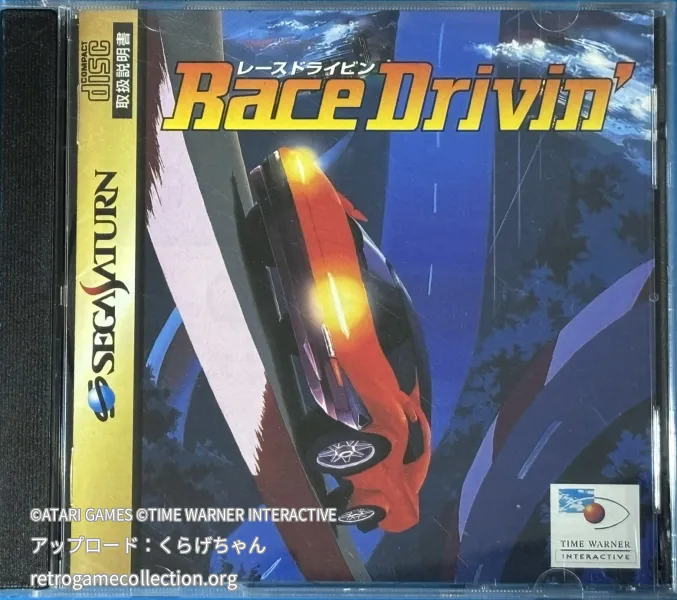 COMPACT
disc
取扱説明書
レースドライビン
Race Drivin'
SEGA SATURN
TIME WARNER
INTERACTIVE
©ATARI GAMES ©TIME WARNER INTERACTIVE
アップロード：くらげちゃん
retrogamecollection.org